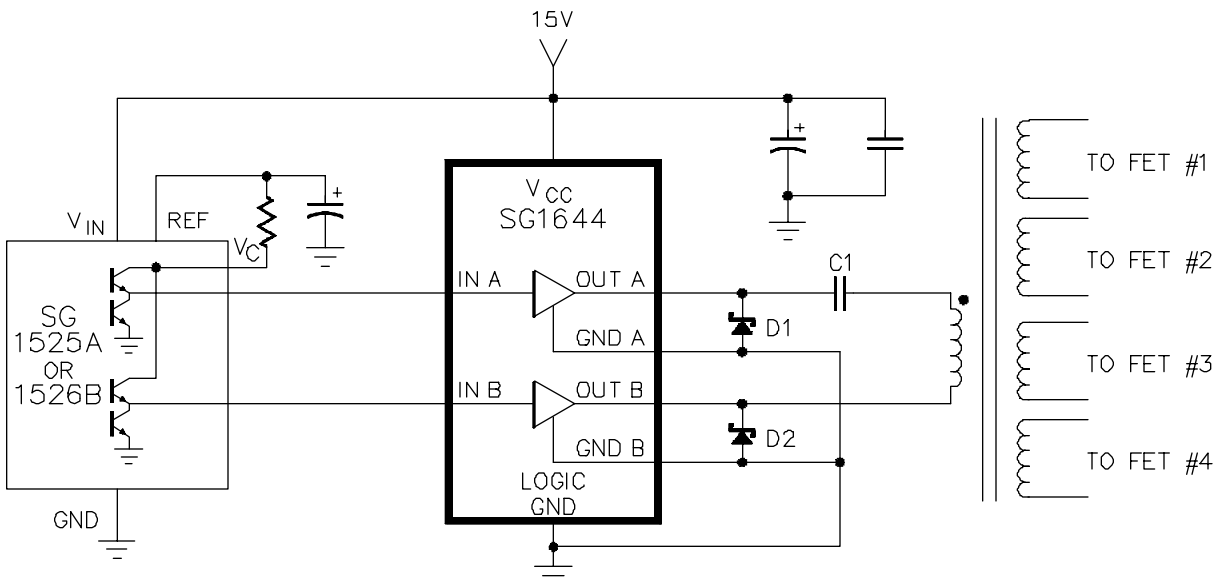 15V
V IN
REF
V C
+
+
V CC
SG1644
TO FET #1
TO FET #2
TO FET #3
TO FET #4
SG
1525A
OR
1526B
GND
IN A
OUT A
GND A
IN B
OUT B
GND B
LOGIC
GND
C1
D1
D2